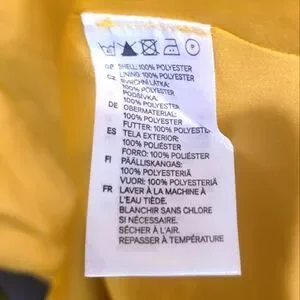 SHELL: 100% POLYESTER
LINING: 100% POLYESTER
CZ SVRCHNÍ LÁTKA:
100% POLYESTER
PODŠÍVKA:
100% POLYESTER
DE OBERMATERIAL:
100% POLYESTER
FUTTER: 100% POLYESTER
ES TELA EXTERIOR:
100% POLIÉSTER
FORRO: 100% POLIÉSTER
FI PÄÄLLISKANGAS:
100% POLYESTERIÄ
VUORI: 100% POLYESTERIÄ
FR LAVER À LA MACHINE À
L'EAU TIÈDE.
BLANCHIR SANS CHLORE
SI NÉCESSAIRE.
SÉCHER À L'AIR.
REPASSER À TEMPÉRATURE